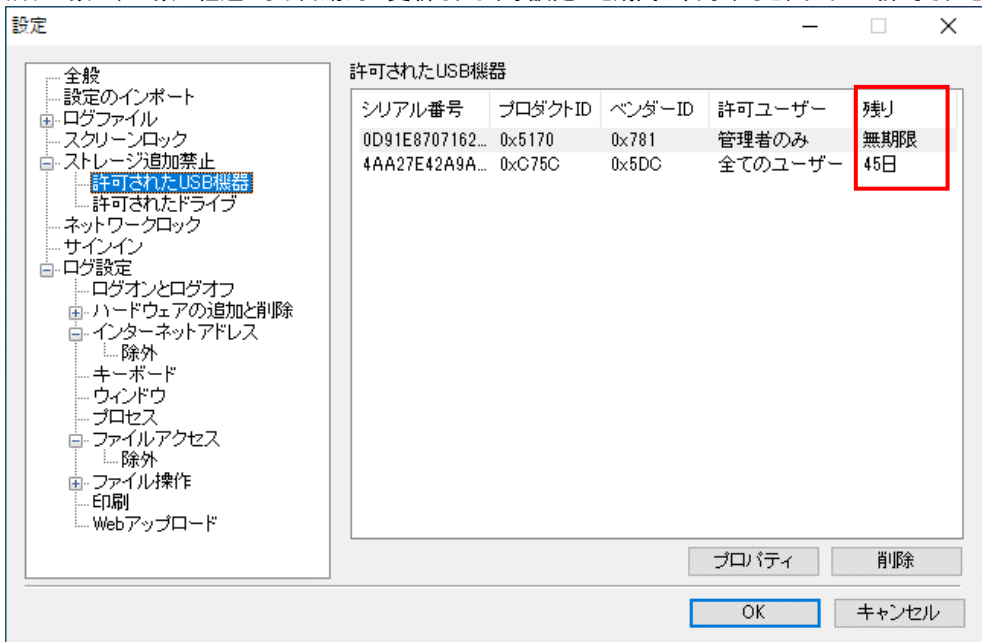 設定
全般
設定のインポート
ログファイル
スクリーンロック
ストレージ追加禁止
許可されたUSB機器
許可されたドライブ
ネットワークロック
サインイン
ログ設定
ログオンとログオフ
ハードウェアの追加と削除
インターネットアドレス
除外
キーボード
ウィンドウ
プロセス
ファイルアクセス
除外
ファイル操作
印刷
Webアップロード
許可されたUSB機器
シリアル番号 プロダクトID ベンダーID 許可ユーザー 残り
0D91E8707162... 0x5170 0x781 管理者のみ 無期限
4AA27E42A9A... 0xC75C 0x5DC 全てのユーザー 45日
プロパティ 削除
OK キャンセル